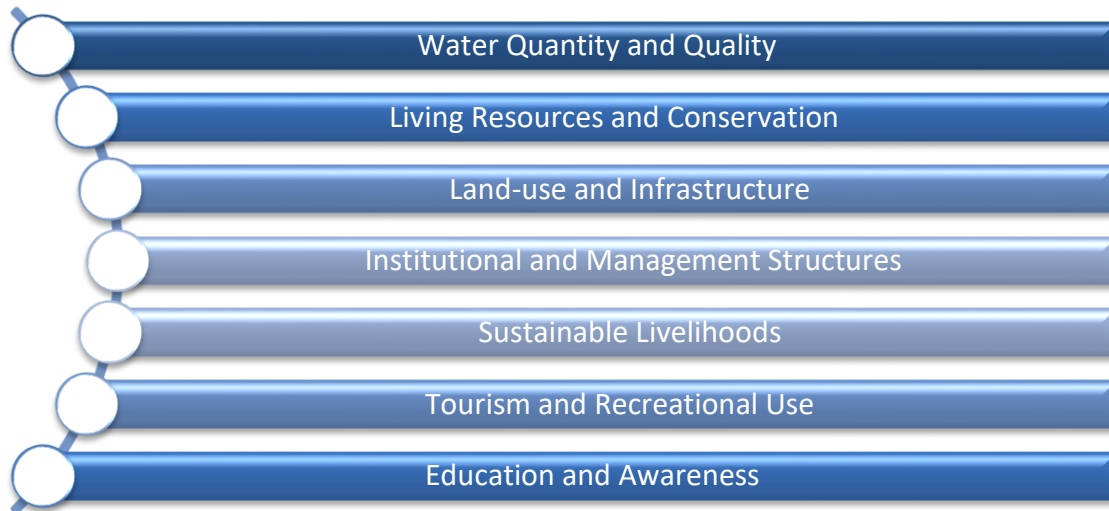 Water Quantity and Quality
Living Resources and Conservation
Land-use and Infrastructure
Institutional and Management Structures
Sustainable Livelihoods
Tourism and Recreational Use
Education and Awareness